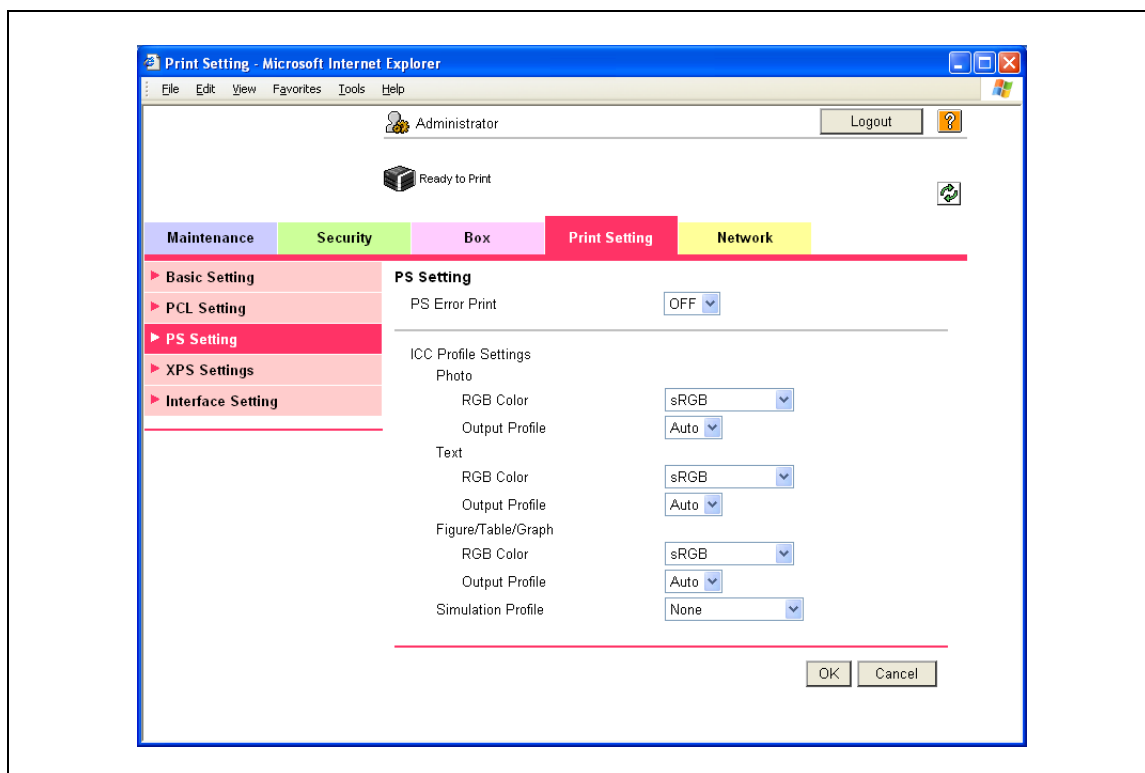 Print Setting - Microsoft Internet Explorer
File Edit View Favorites Tools Help
Administrator Logout ?
Ready to Print
Maintenance Security Box Print Setting Network
Basic Setting
PCL Setting
PS Setting
XPS Settings
Interface Setting
PS Setting
PS Error Print OFF
ICC Profile Settings
Photo
RGB Color sRGB
Output Profile Auto
Text
RGB Color sRGB
Output Profile Auto
Figure/Table/Graph
RGB Color sRGB
Output Profile Auto
Simulation Profile None
OK Cancel